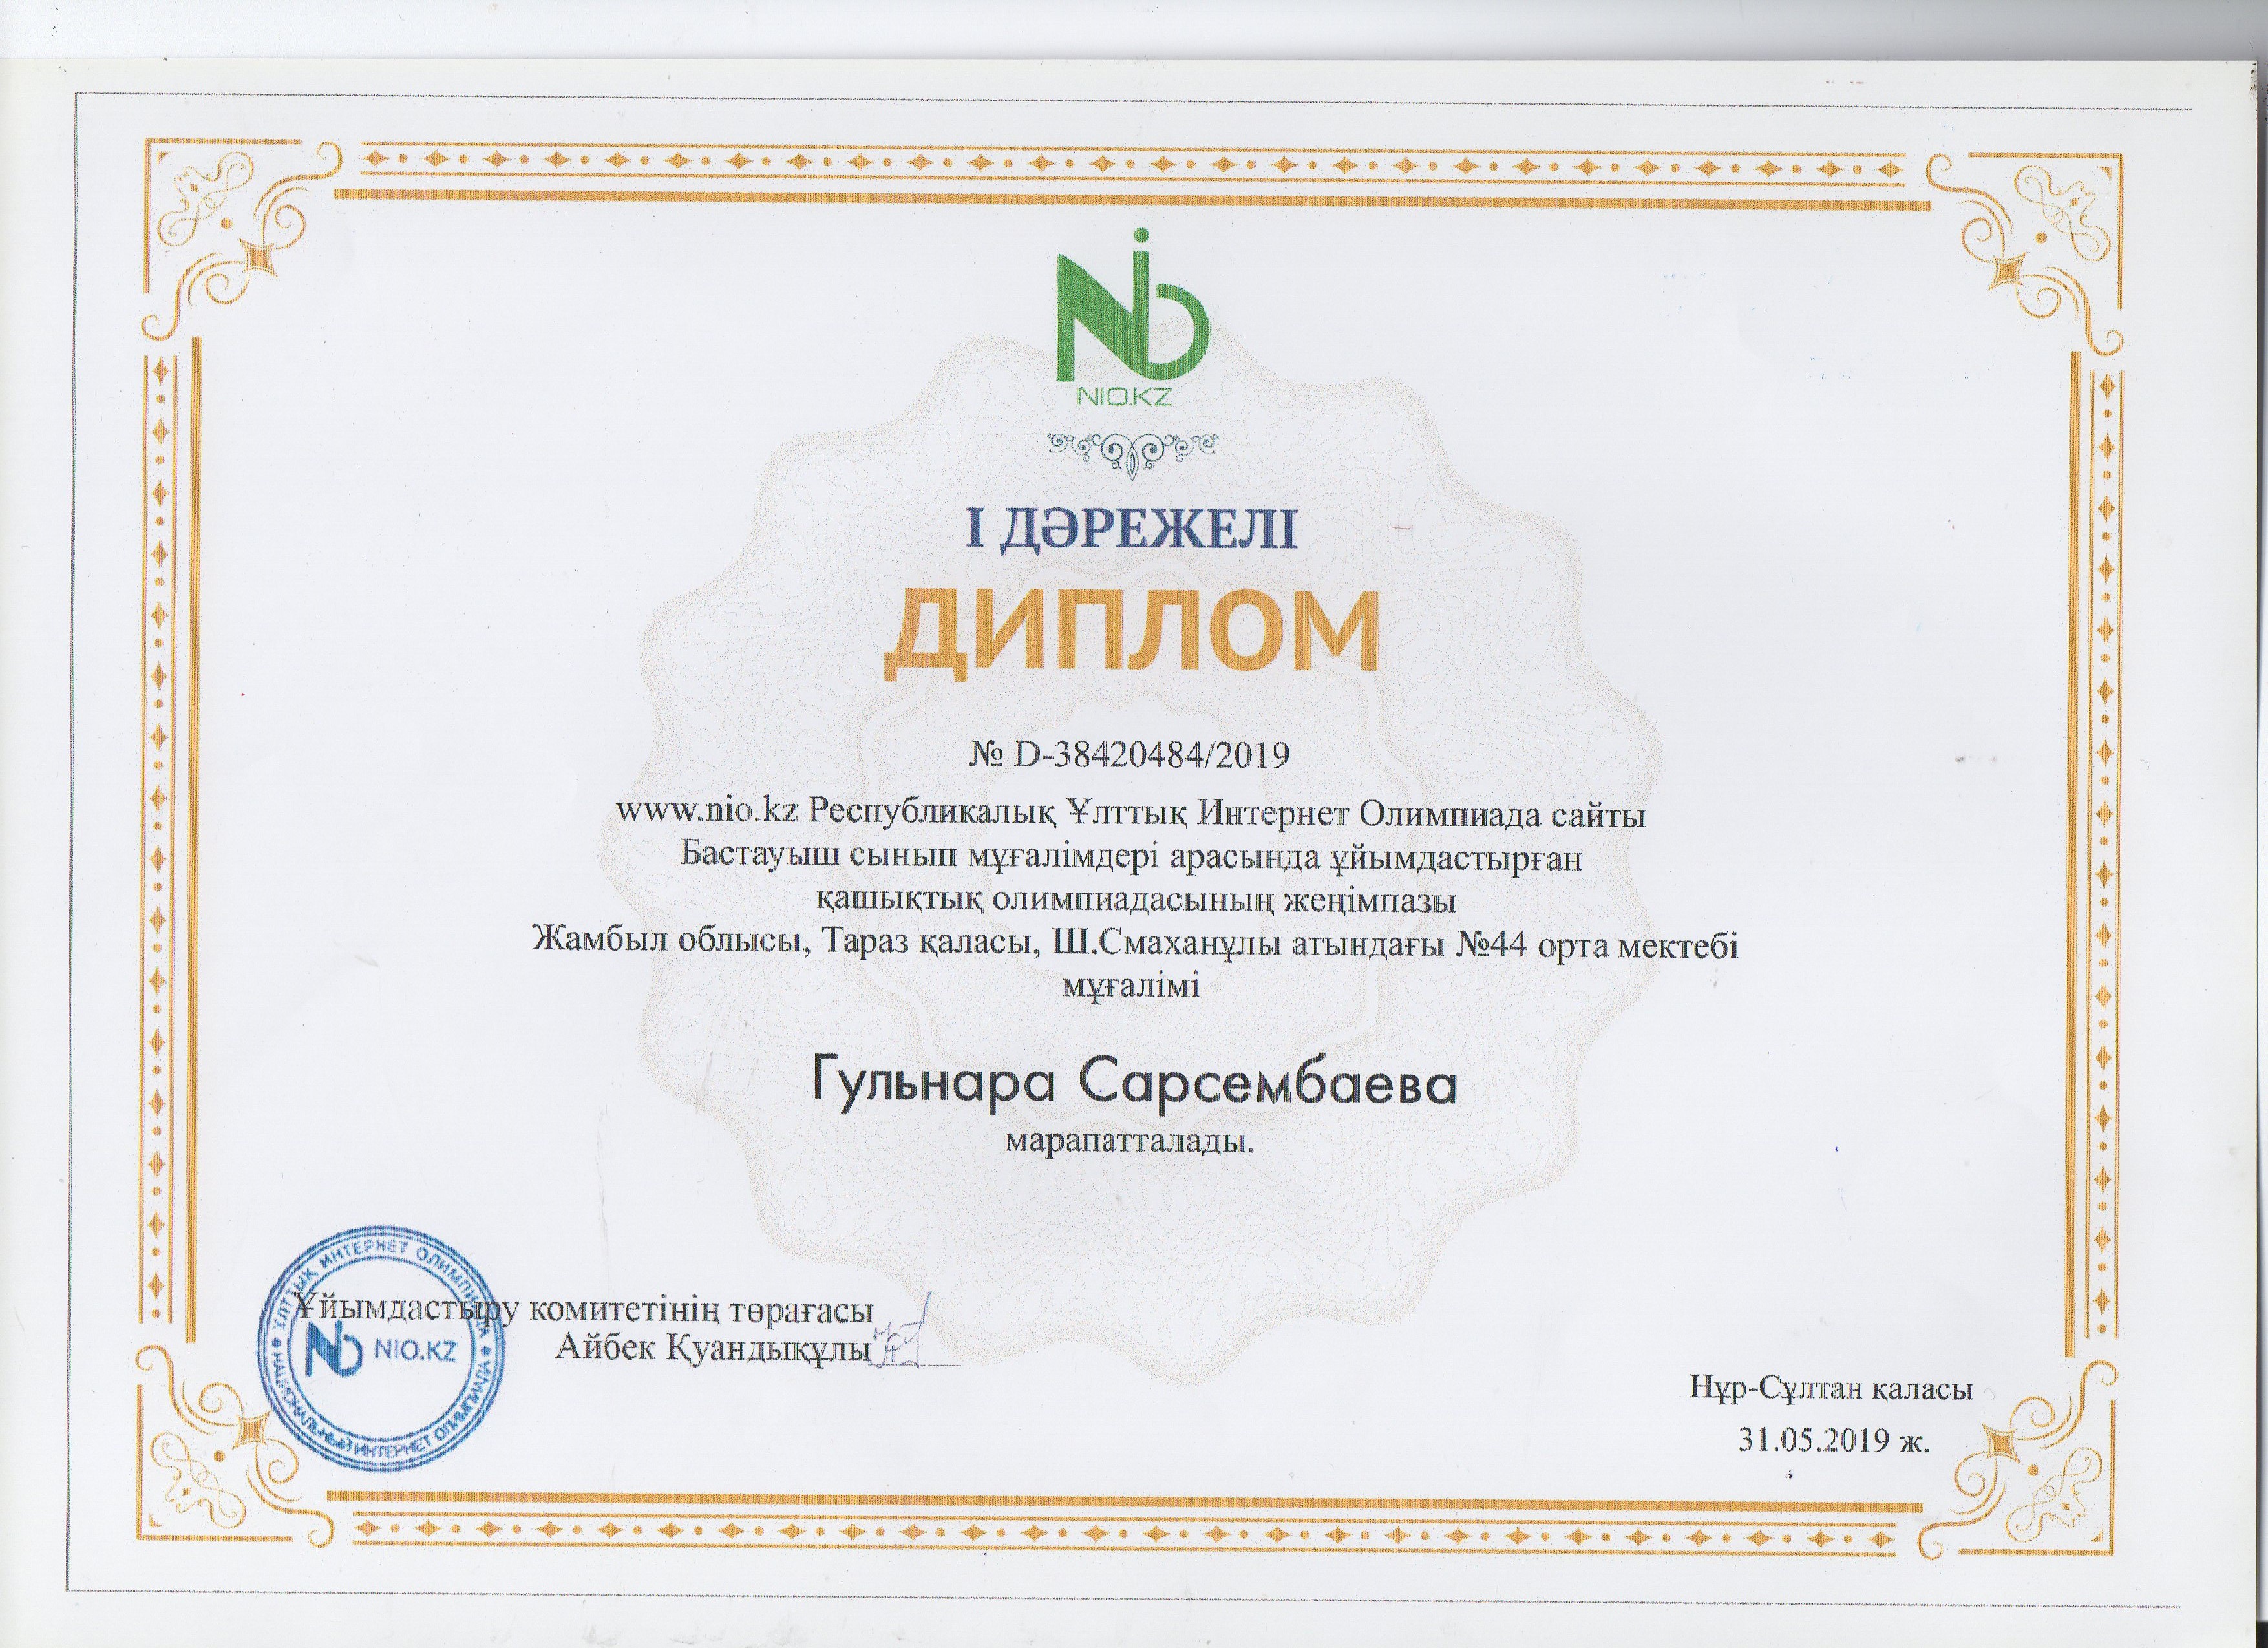 NIO.KZ
І ДӘРЕЖЕЛІ
ДИПЛОМ
№ D-38420484/2019
www.nio.kz Республикалық Ұлттық Интернет Олимпиада сайты
Бастауыш сынып мұғалімдері арасында ұйымдастырған
қашықтық олимпиадасының жеңімпазы
Жамбыл облысы, Тараз қаласы, Ш.Смаханұлы атындағы №44 орта мектебі
мұғалімі
Гульнара Сарсембаева
марапатталады.
Ұйымдастыру комитетінің төрағасы
Айбек Қуандықұлы
ҰЛТТЫҚ ИНТЕРНЕТ ОЛИМПИАДА
NIO.KZ
НАЦИОНАЛЬНЫЙ ИНТЕРНЕТ ОЛИМПИАДА
Нұр-Сұлтан қаласы
31.05.2019 ж.